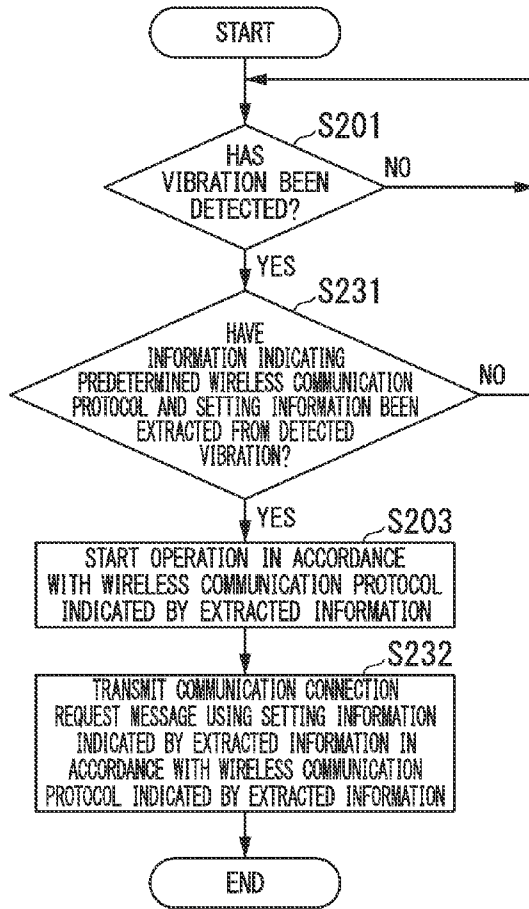 START
S201
HAS
VIBRATION BEEN
DETECTED?
NO
YES
S231
HAVE
INFORMATION INDICATING
PREDETERMINED WIRELESS COMMUNICATION
PROTOCOL AND SETTING INFORMATION BEEN
EXTRACTED FROM DETECTED
VIBRATION?
NO
YES
S203
START OPERATION IN ACCORDANCE
WITH WIRELESS COMMUNICATION PROTOCOL
INDICATED BY EXTRACTED INFORMATION
S232
TRANSMIT COMMUNICATION CONNECTION
REQUEST MESSAGE USING SETTING INFORMATION
INDICATED BY EXTRACTED INFORMATION IN
ACCORDANCE WITH WIRELESS COMMUNICATION
PROTOCOL INDICATED BY EXTRACTED INFORMATION
END